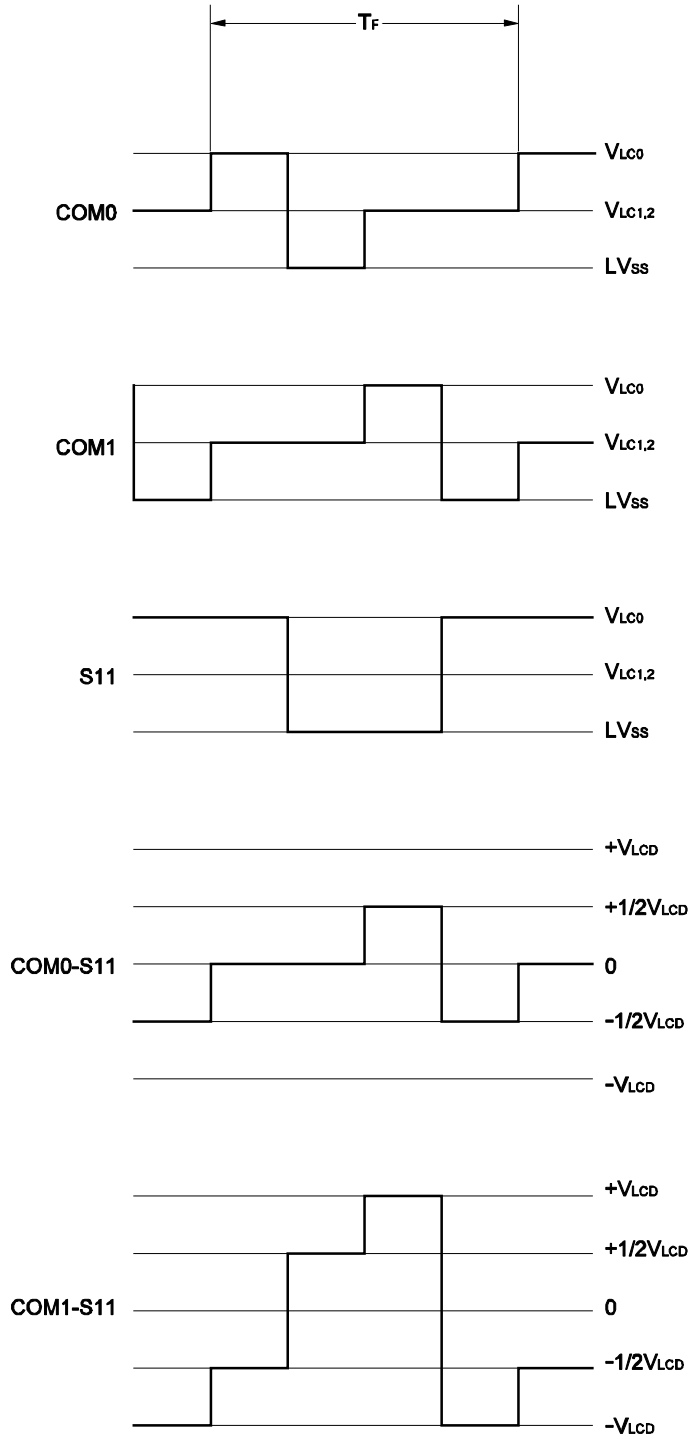 TF
COM0
VLC0
VLC1,2
LVSS
COM1
VLC0
VLC1,2
LVSS
S11
VLC0
VLC1,2
LVSS
COM0-S11
+VLCD
+1/2VLCD
0
-1/2VLCD
-VLCD
COM1-S11
+VLCD
+1/2VLCD
0
-1/2VLCD
-VLCD